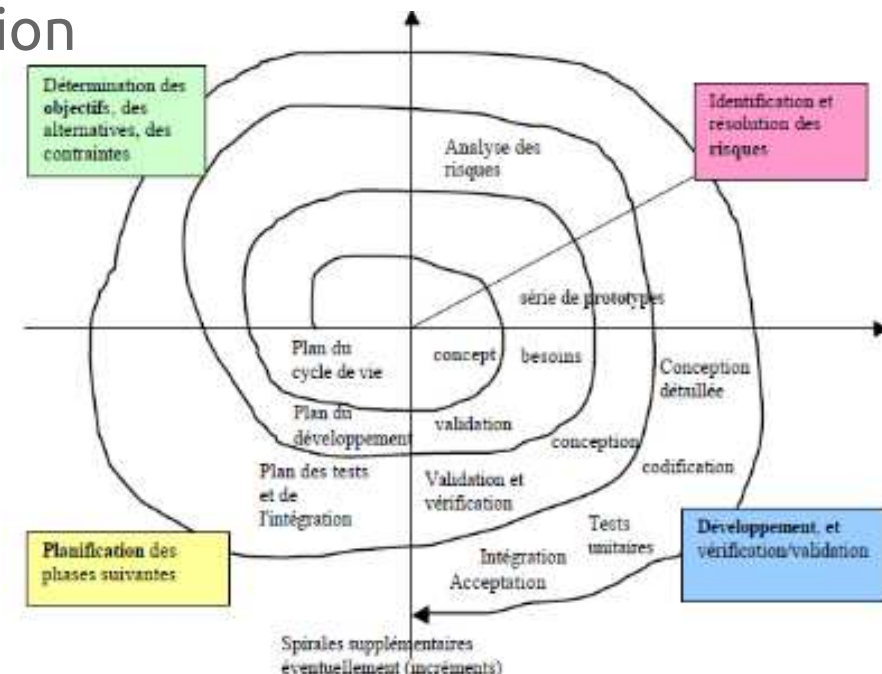 ion
Détermination des
objectifs, des
alternatives, des
contraintes
Identification et
résolution des
risques
Analyse des
risques
série de prototypes
Plan du
cycle de vie
concept
besoins
Conception
détaillée
Plan du
développement
validation
conception
codification
Plan des tests
et de
l'intégration
Validation et
vérification
Tests
unitaires
Intégration
Acceptation
Planification des
phases suivantes
Développement, et
vérification/validation
Spirales supplémentaires
éventuellement (incréments)